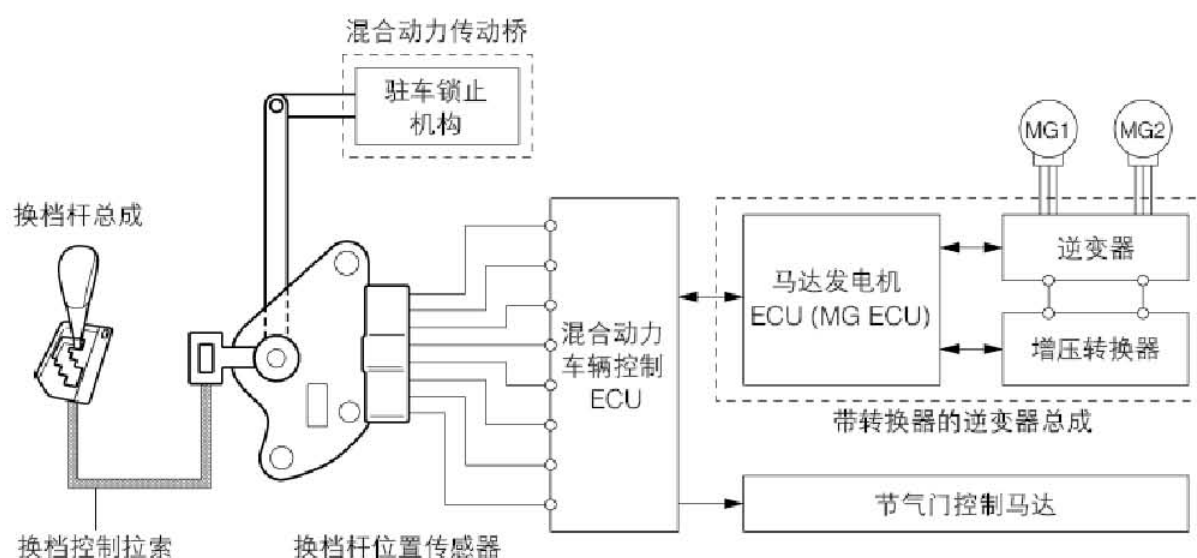 混合动力传动桥
驻车锁止
机构
MG1
MG2
换档杆总成
马达发电机
ECU (MG ECU)
逆变器
增压转换器
混合动力
车辆控制
ECU
带转换器的逆变器总成
节气门控制马达
换档控制拉索
换档杆位置传感器